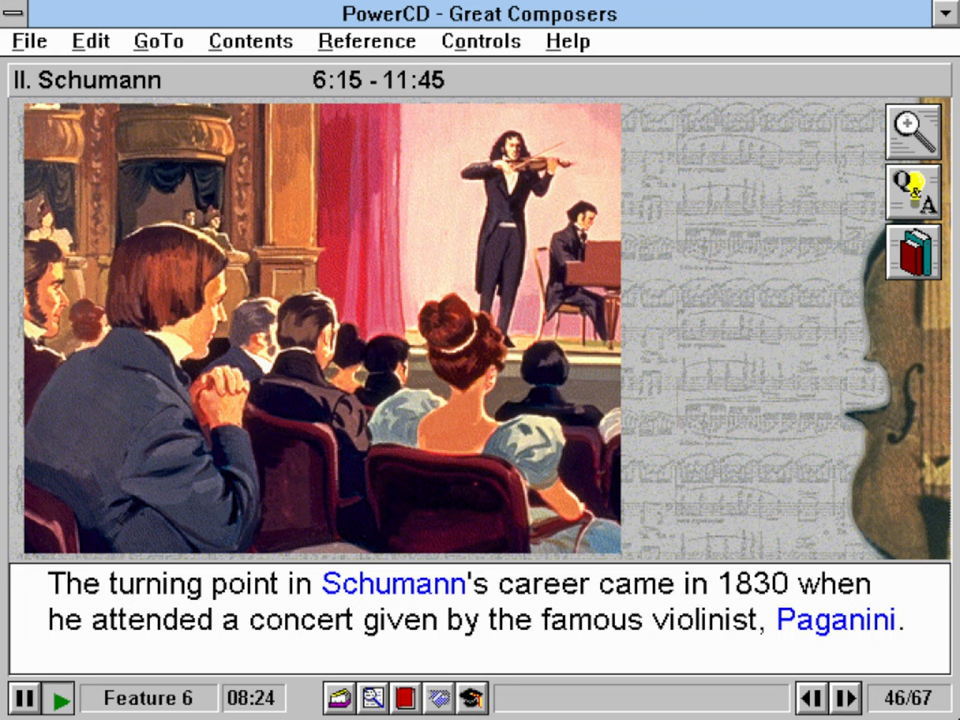 PowerCD - Great Composers
File Edit GoTo Contents Reference Controls Help
II. Schumann 6:15 - 11:45
Q & A
The turning point in Schumann's career came in 1830 when
he attended a concert given by the famous violinist, Paganini.
Feature 6 08:24 46/67